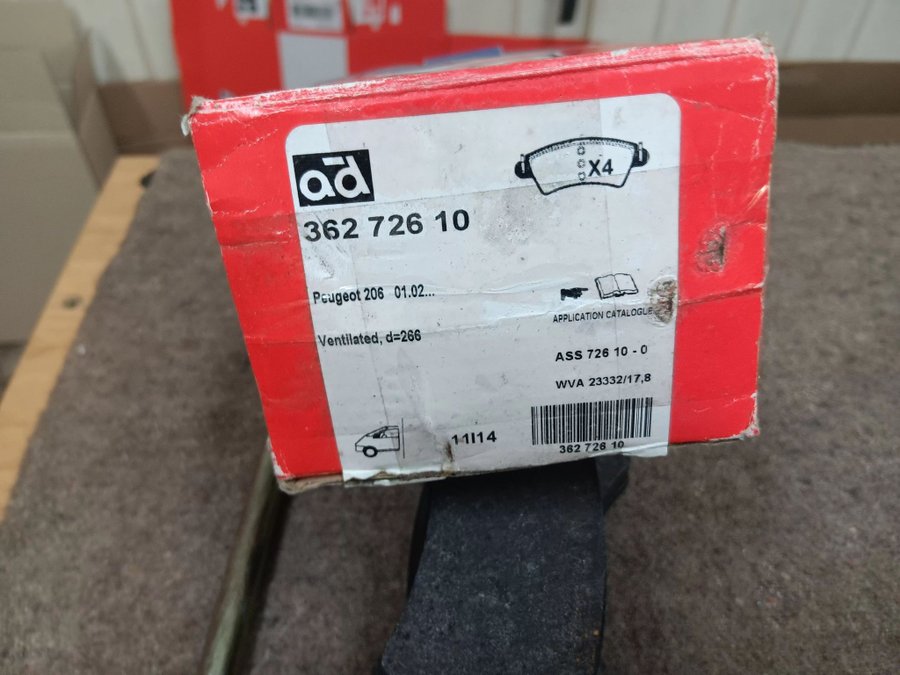 ad
X4
362 726 10
Peugeot 206 01.02...
APPLICATION CATALOGUE
Ventilated, d=266
ASS 726 10 - 0
WVA 23332/17,8
11I14
362 726 10